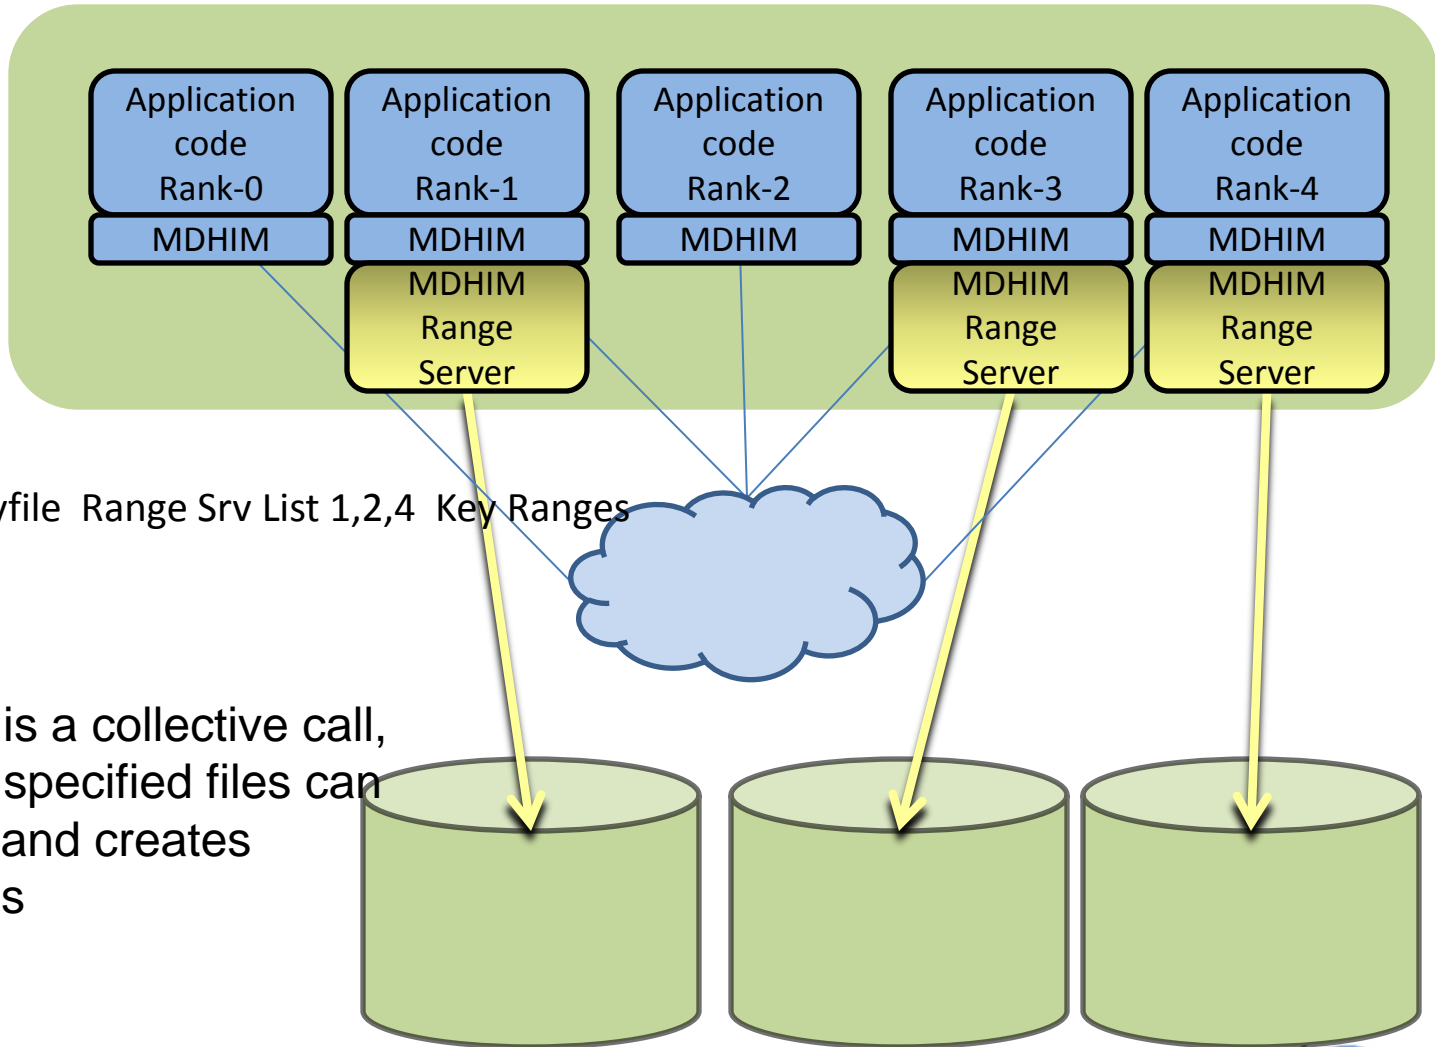 Application
code
Rank-0
MDHIM
Application
code
Rank-1
MDHIM
MDHIM
Range
Server
Application
code
Rank-2
MDHIM
Application
code
Rank-3
MDHIM
MDHIM
Range
Server
Application
code
Rank-4
MDHIM
MDHIM
Range
Server
yfile Range Srv List 1,2,4 Key Ranges
is a collective call,
specified files can
and creates
s